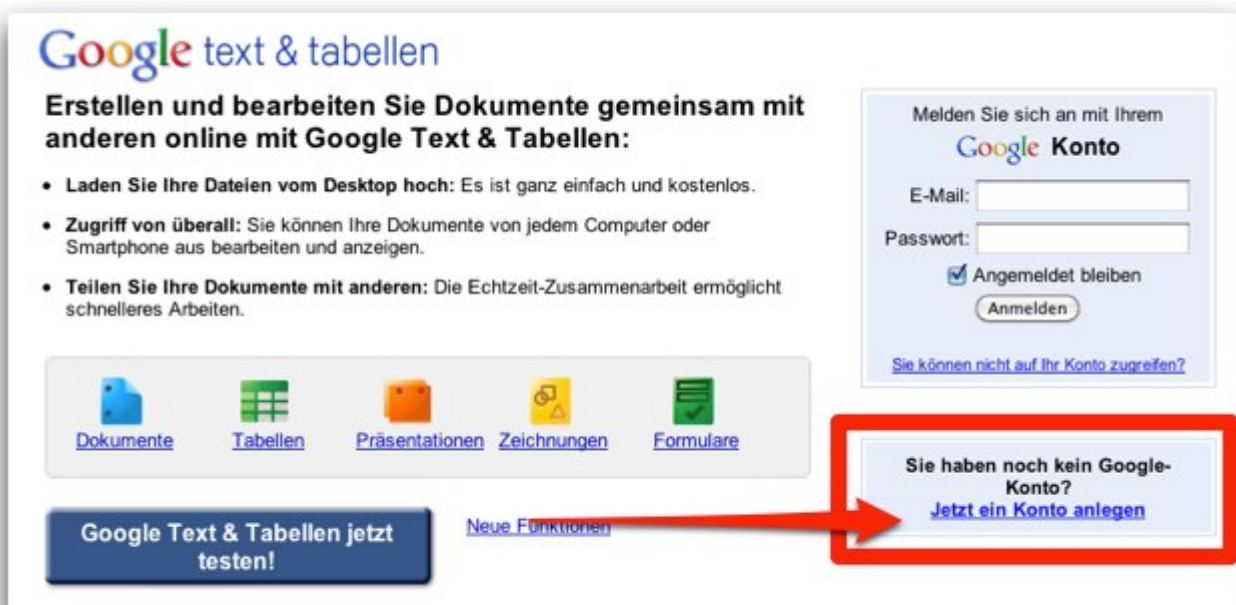 Google text & tabellen
Erstellen und bearbeiten Sie Dokumente gemeinsam mit
anderen online mit Google Text & Tabellen:
• Laden Sie Ihre Dateien vom Desktop hoch: Es ist ganz einfach und kostenlos.
• Zugriff von überall: Sie können Ihre Dokumente von jedem Computer oder
Smartphone aus bearbeiten und anzeigen.
• Teilen Sie Ihre Dokumente mit anderen: Die Echtzeit-Zusammenarbeit ermöglicht
schnelleres Arbeiten.
Dokumente
Tabellen
Präsentationen
Zeichnungen
Formulare
Google Text & Tabellen jetzt
testen!
Neue Funktionen
Melden Sie sich an mit Ihrem
Google Konto
E-Mail:
Passwort:
Angemeldet bleiben
Anmelden
Sie können nicht auf Ihr Konto zugreifen?
Sie haben noch kein Google-
Konto?
Jetzt ein Konto anlegen